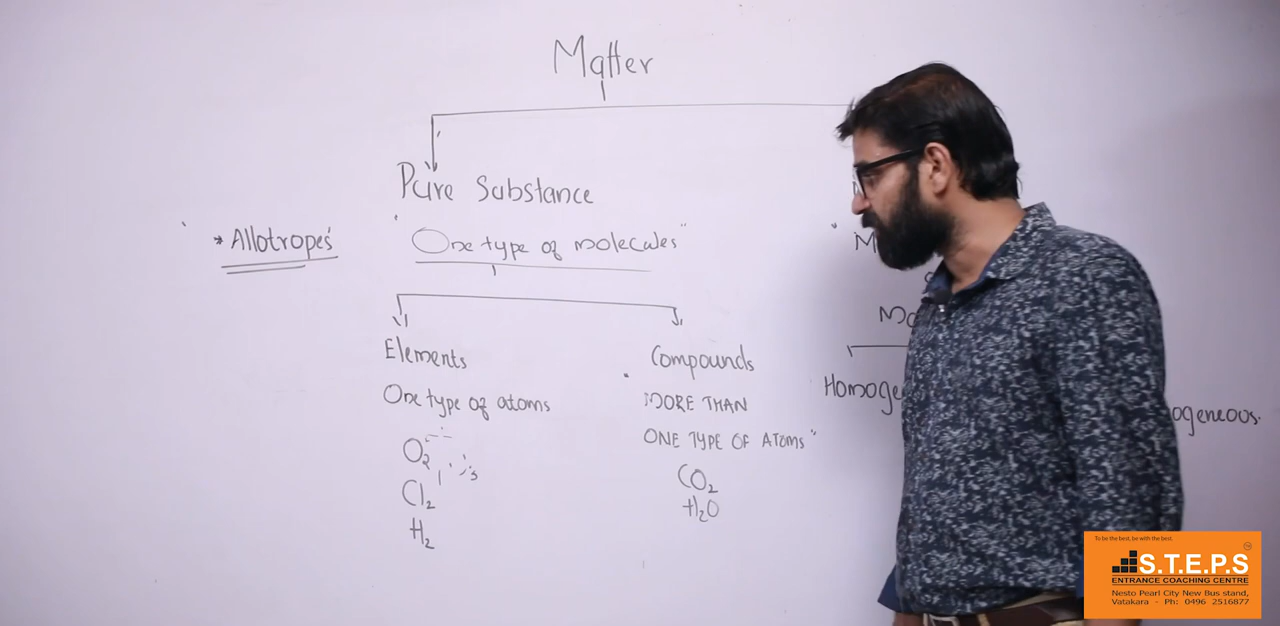 Matter
Pure Substance
* Allotropes'
" One type of molecules"
Elements
Compounds
One type of atoms
MORE THAN
ONE TYPE OF ATOMS"
O2
Cl2
H2
CO2
H2O
M
Mo
Homoge
ogeneous.
To be the best, be with the best.
S.T.E.P.S
ENTRANCE COACHING CENTRE
Nesto Pearl City New Bus stand,
Vatakara - Ph: 0496 2516877